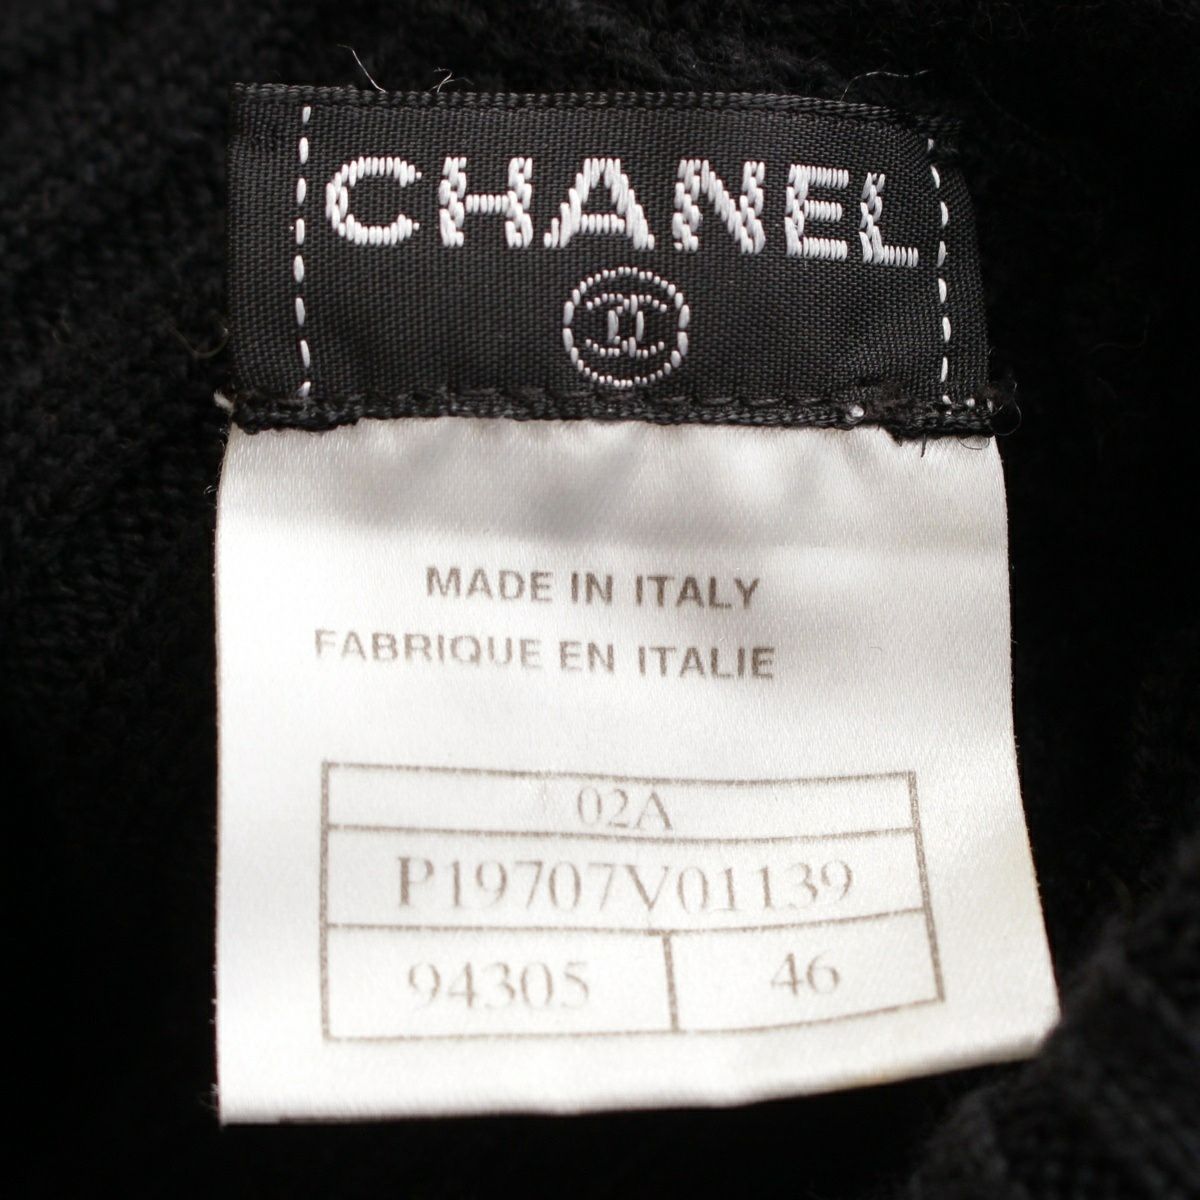 CHANEL
MADE IN ITALY
FABRIQUE EN ITALIE
02A
P19707V01139
94305 46